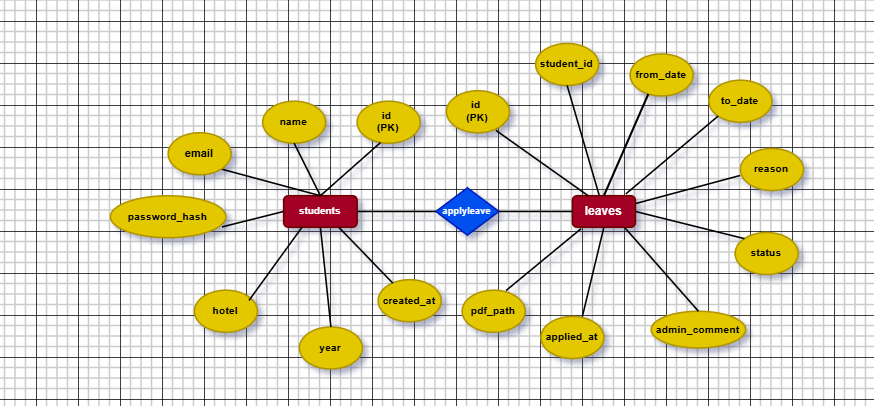 student_id
from_date
to_date
id
(PK)
name
id
(PK)
email
reason
password_hash
students
applyleave
leaves
status
created_at
hotel
pdf_path
applied_at
admin_comment
year